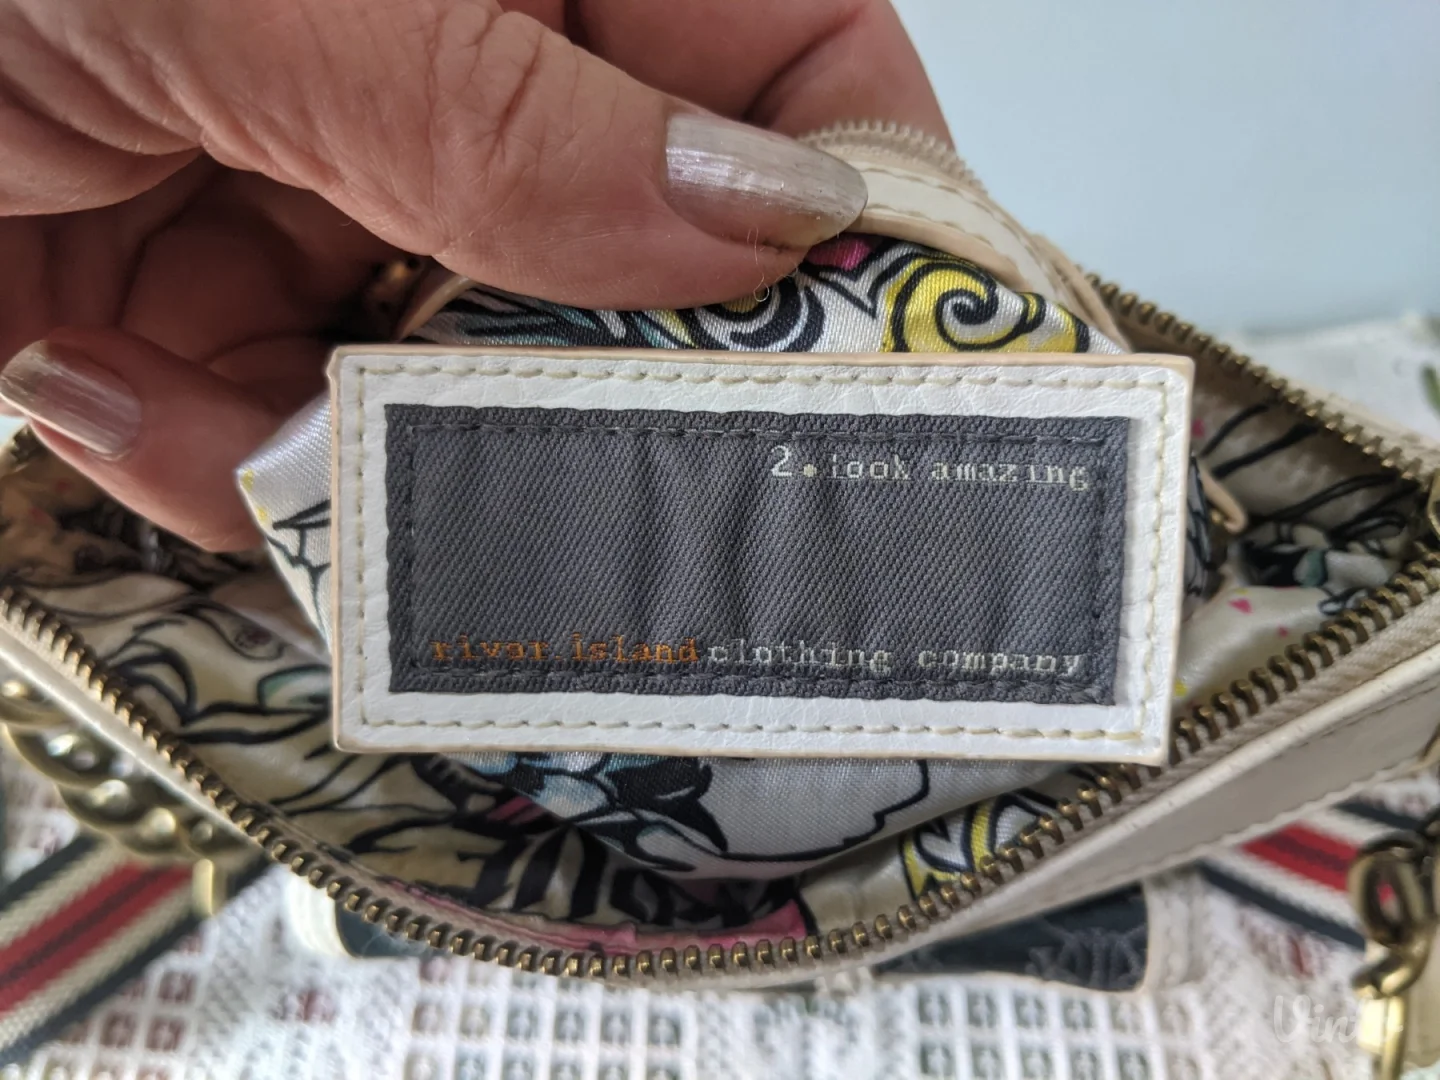 2. look amazing
river island clothing company